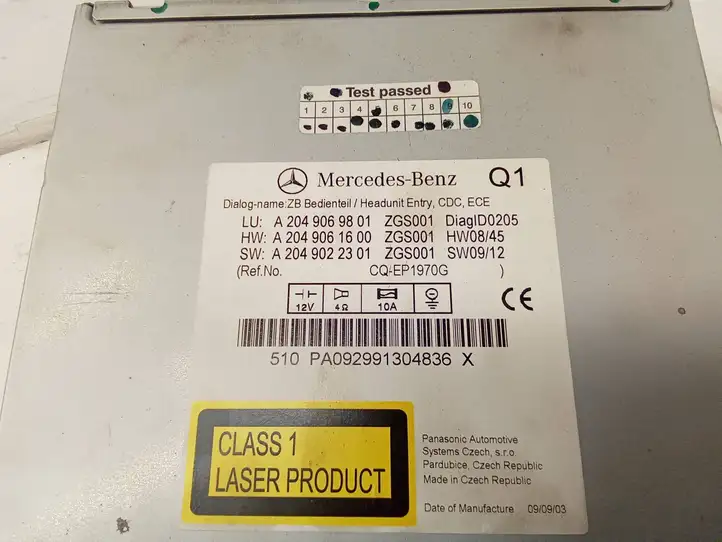 Test passed
1 2 3 4 5 6 7 8 9 10
Mercedes-Benz Q1
Dialog-name: ZB Bedienteil / Headunit Entry, CDC, ECE
LU: A 204 906 98 01 ZGS001 DiagID0205
HW: A 204 906 16 00 ZGS001 HW08/45
SW: A 204 902 23 01 ZGS001 SW09/12
(Ref.No. CQ-EP1970G )
12V 4Ω 10A
CE
510 PA092991304836 X
CLASS 1
LASER PRODUCT
Panasonic Automotive
Systems Czech, s.r.o.
Pardubice, Czech Republic
Made in Czech Republic
Date of Manufacture 09/09/03